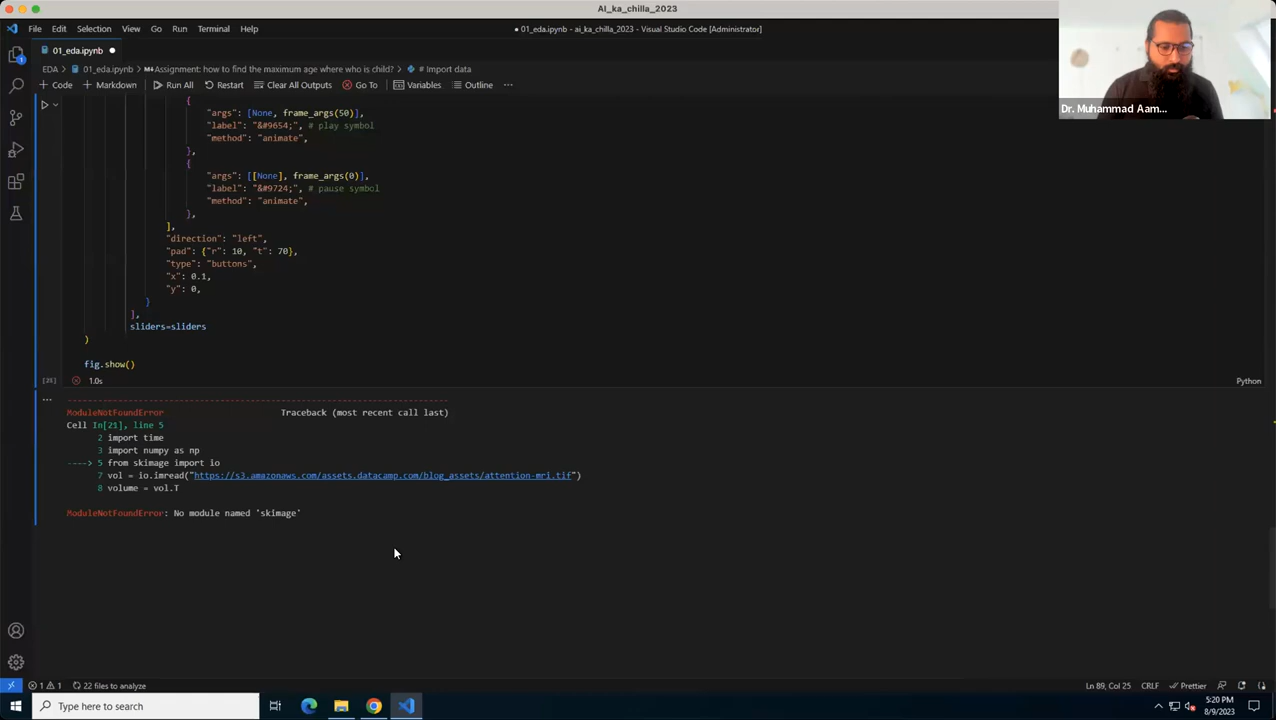 AI_ka_chilla_2023
File Edit Selection View Go Run Terminal Help
01_eda.ipynb - ai_ka_chilla_2023 - Visual Studio Code [Administrator]
01_eda.ipynb
EDA > 01_eda.ipynb > Assignment: how to find the maximum age where who is child? > # Import data
+ Code + Markdown Run All Restart Clear All Outputs Go To Variables Outline ...
Dr. Muhammad Aam...
{
"args": [None, frame_args(50)],
"label": "&#9654;", # play symbol
"method": "animate",
},
{
"args": [[None], frame_args(0)],
"label": "&#9724;", # pause symbol
"method": "animate",
},
],
"direction": "left",
"pad": {"r": 10, "t": 70},
"type": "buttons",
"x": 0.1,
"y": 0,
}
],
sliders=sliders
)
fig.show()
[21] 1.0s Python
...
---------------------------------------------------------------------------
ModuleNotFoundError Traceback (most recent call last)
Cell In[21], line 5
2 import time
3 import numpy as np
----> 5 from skimage import io
7 vol = io.imread("https://s3.amazonaws.com/assets.datacamp.com/blog_assets/attention-mri.tif")
8 volume = vol.T
ModuleNotFoundError: No module named 'skimage'
1 1 22 files to analyze Ln 89, Col 25 CRLF Prettier
Type here to search
5:20 PM
8/9/2023